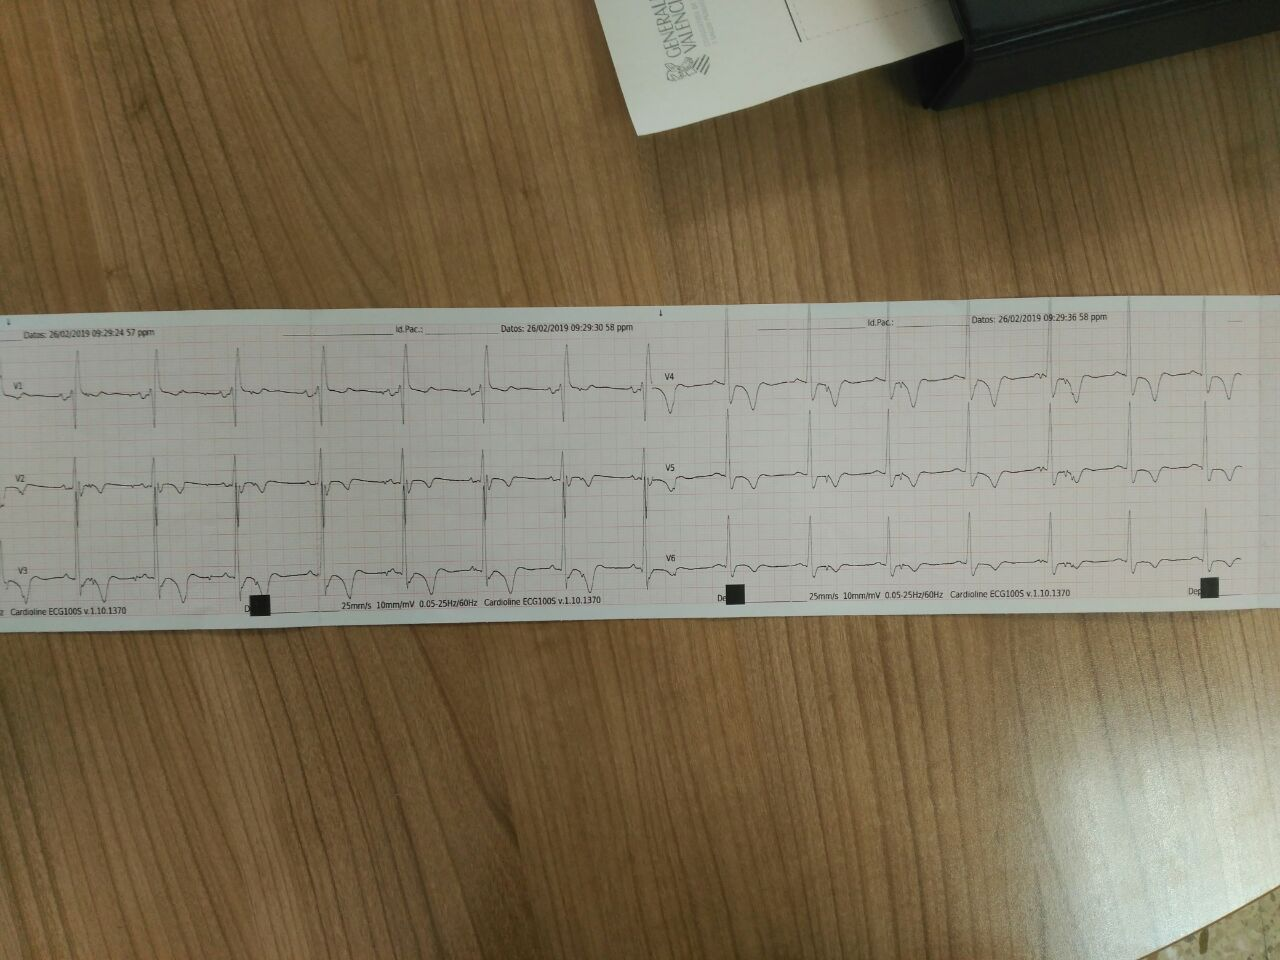 GENERAL
VALENCI
Datos: 26/02/2019 09:29:24 57 ppm
Id.Pac.:
Datos: 26/02/2019 09:29:30 58 ppm
Id.Pac.:
Datos: 26/02/2019 09:29:36 58 ppm
V1
V4
V2
V5
V3
V6
z Cardioline ECG100S v.1.10.1370
25mm/s 10mm/mV 0.05-25Hz/60Hz Cardioline ECG100S v.1.10.1370
25mm/s 10mm/mV 0.05-25Hz/60Hz Cardioline ECG100S v.1.10.1370